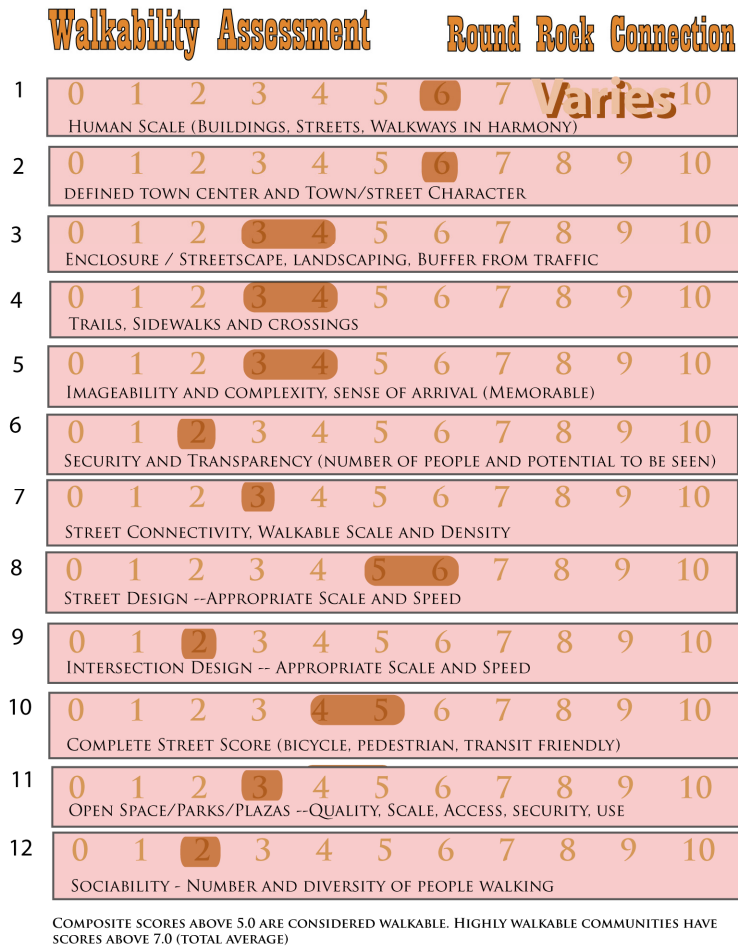 Walkability Assessment Round Rock Connection
1 0 1 2 3 4 5 6 7 Varies 10
Human Scale (Buildings, Streets, Walkways in harmony)
2 0 1 2 3 4 5 6 7 8 9 10
defined town center and Town/street Character
3 0 1 2 3 4 5 6 7 8 9 10
Enclosure / Streetscape, landscaping, Buffer from traffic
4 0 1 2 3 4 5 6 7 8 9 10
Trails, Sidewalks and crossings
5 0 1 2 3 4 5 6 7 8 9 10
Imageability and complexity, sense of arrival (Memorable)
6 0 1 2 3 4 5 6 7 8 9 10
Security and Transparency (number of people and potential to be seen)
7 0 1 2 3 4 5 6 7 8 9 10
Street Connectivity, Walkable Scale and Density
8 0 1 2 3 4 5 6 7 8 9 10
Street Design --Appropriate Scale and Speed
9 0 1 2 3 4 5 6 7 8 9 10
Intersection Design -- Appropriate Scale and Speed
10 0 1 2 3 4 5 6 7 8 9 10
Complete Street Score (bicycle, pedestrian, transit friendly)
11 0 1 2 3 4 5 6 7 8 9 10
Open Space/Parks/Plazas --Quality, Scale, Access, security, use
12 0 1 2 3 4 5 6 7 8 9 10
Sociability - Number and diversity of people walking
Composite scores above 5.0 are considered walkable. Highly walkable communities have
scores above 7.0 (total average)